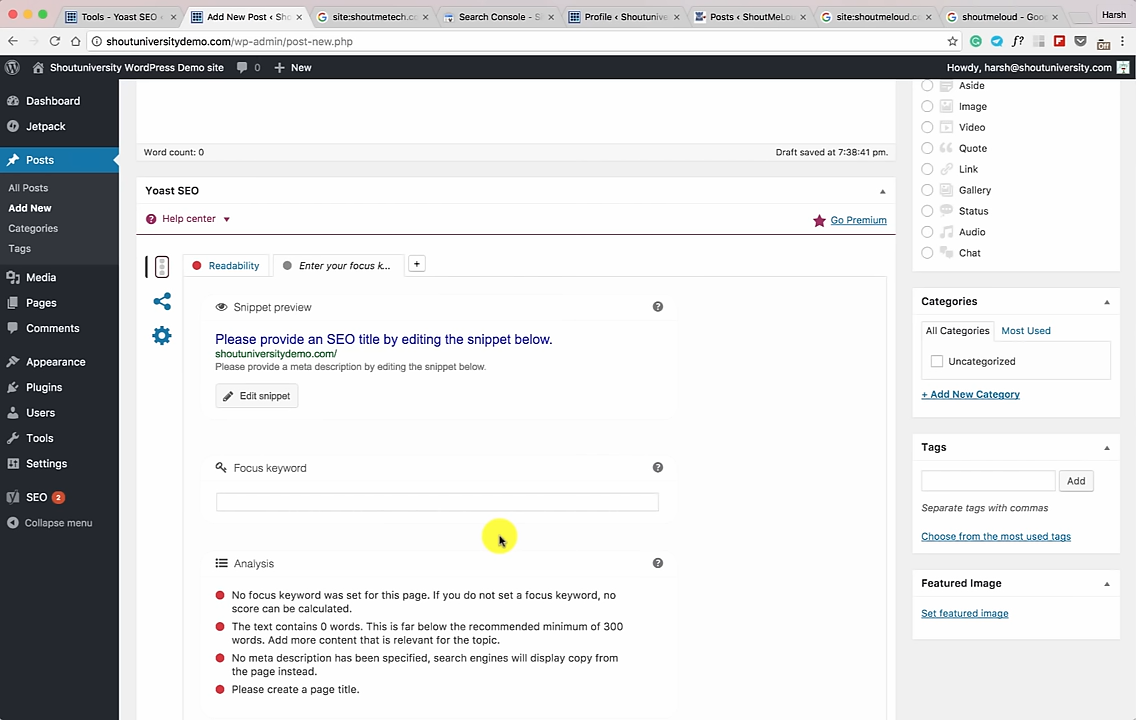 Tools - Yoast SEO ‹
Add New Post ‹ Sho
site:shoutmetech.co
Search Console - S
Profile ‹ Shoutunive
Posts ‹ ShoutMeLou
site:shoutmeloud.c
shoutmeloud - Goo
Harsh
shoutuniversitydemo.com/wp-admin/post-new.php
f?
Off
Shoutuniversity WordPress Demo site
0
New
Howdy, harsh@shoutuniversity.com
Dashboard
Jetpack
Posts
All Posts
Add New
Categories
Tags
Media
Pages
Comments
Appearance
Plugins
Users
Tools
Settings
SEO 2
Collapse menu
Word count: 0
Draft saved at 7:38:41 pm.
Yoast SEO
Help center
Go Premium
Readability
Enter your focus k...
+
Snippet preview
Please provide an SEO title by editing the snippet below.
shoutuniversitydemo.com/
Please provide a meta description by editing the snippet below.
Edit snippet
Focus keyword
Analysis
No focus keyword was set for this page. If you do not set a focus keyword, no
score can be calculated.
The text contains 0 words. This is far below the recommended minimum of 300
words. Add more content that is relevant for the topic.
No meta description has been specified, search engines will display copy from
the page instead.
Please create a page title.
Aside
Image
Video
Quote
Link
Gallery
Status
Audio
Chat
Categories
All Categories
Most Used
Uncategorized
+ Add New Category
Tags
Add
Separate tags with commas
Choose from the most used tags
Featured Image
Set featured image